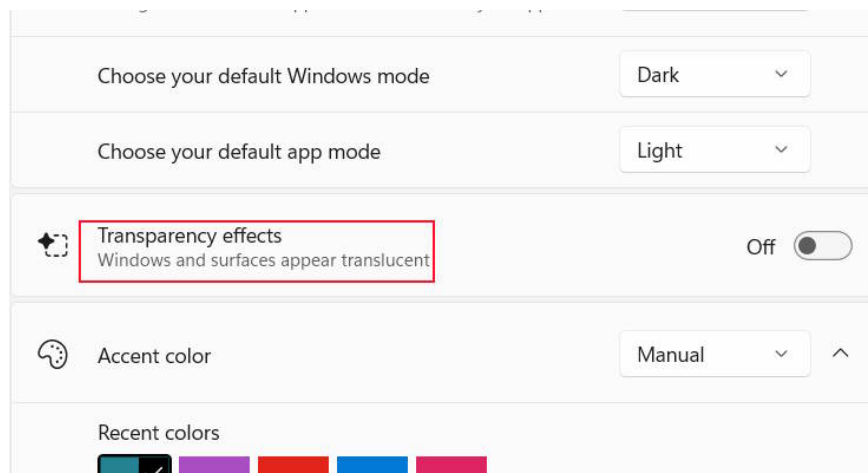 Choose your default Windows mode
Dark
Choose your default app mode
Light
Transparency effects
Windows and surfaces appear translucent
Off
Accent color
Manual
Recent colors